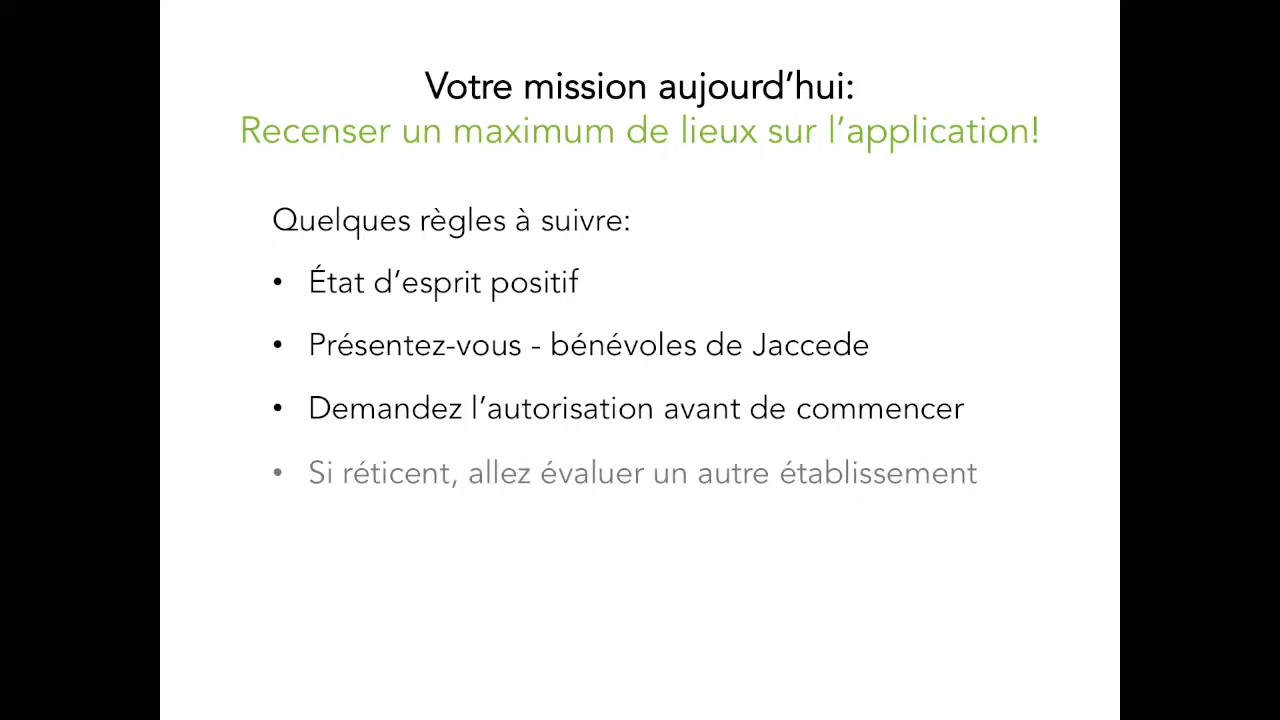 Votre mission aujourd’hui:
Recenser un maximum de lieux sur l’application!
Quelques règles à suivre:
• État d’esprit positif
• Présentez-vous - bénévoles de Jaccede
• Demandez l’autorisation avant de commencer
• Si réticent, allez évaluer un autre établissement